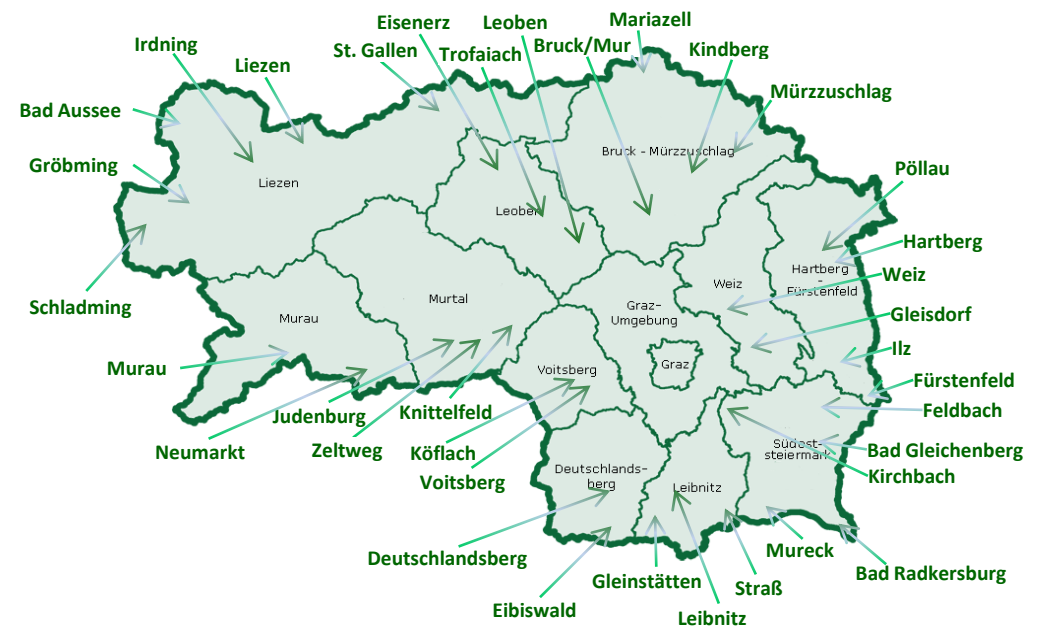 Mariazell
Eisenerz
Leoben
Irdning
St. Gallen
Trofaiach
Bruck/Mur
Kindberg
Liezen
Mürzzuschlag
Bad Aussee
Bruck - Mürzzuschlag
Gröbming
Pöllau
Liezen
Leoben
Hartberg
Weiz
Hartberg
-
Fürstenfeld
Weiz
Schladming
Murtal
Graz-
Umgebung
Gleisdorf
Murau
Ilz
Murau
Voitsberg
Graz
Fürstenfeld
Judenburg
Knittelfeld
Feldbach
Neumarkt
Zeltweg
Köflach
Südost-
steiermark
Bad Gleichenberg
Voitsberg
Deutschlands-
berg
Leibnitz
Kirchbach
Deutschlandsberg
Mureck
Gleinstätten
Straß
Bad Radkersburg
Eibiswald
Leibnitz